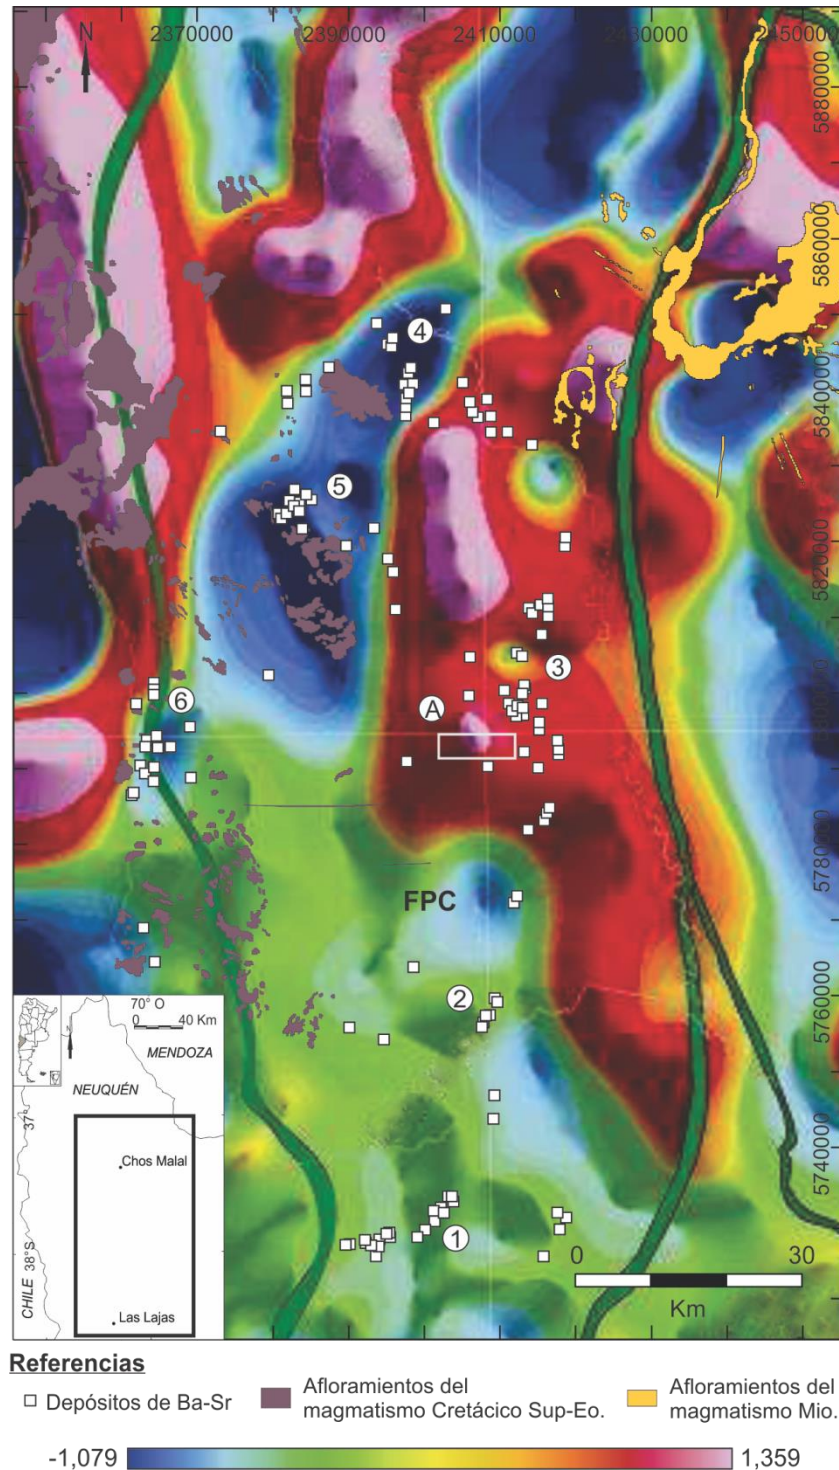 N
2370000
2390000
2410000
2430000
2450000
5880000
5860000
5840000
5820000
5780000
5760000
5740000
4
5
3
6
A
FPC
2
1
70° O
0 40 Km
N
MENDOZA
NEUQUÉN
37°
Chos Malal
38°S
CHILE
Las Lajas
0 30
Km
Referencias
Depósitos de Ba-Sr
Afloramientos del
magmatismo Cretácico Sup-Eo.
Afloramientos del
magmatismo Mio.
-1,079 1,359